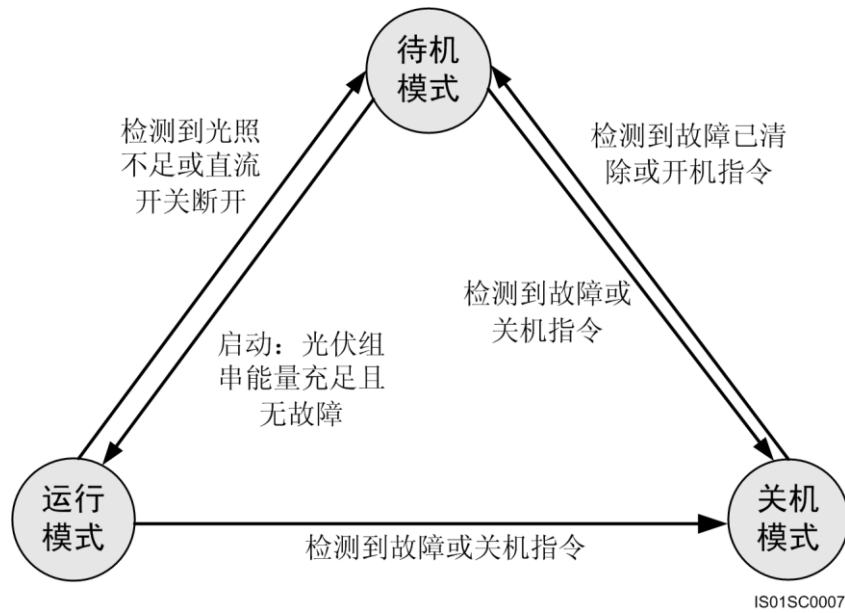 待机
模式
检测到光照
不足或直流
开关断开
检测到故障已清
除或开机指令
检测到故障或
关机指令
启动：光伏组
串能量充足且
无故障
运行
模式
关机
模式
检测到故障或关机指令
IS01SC0007